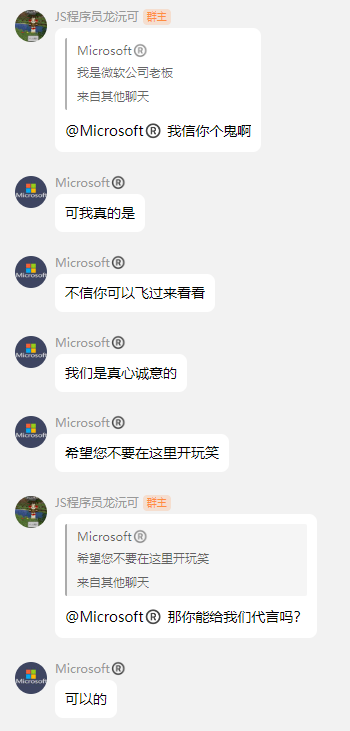 JS程序员龙沅可 群主
Microsoft®
我是微软公司老板
来自其他聊天
@Microsoft® 我信你个鬼啊
Microsoft
Microsoft®
可我真的是
Microsoft
Microsoft®
不信你可以飞过来看看
Microsoft
Microsoft®
我们是真心诚意的
Microsoft
Microsoft®
希望您不要在这里开玩笑
JS程序员龙沅可 群主
Microsoft®
希望您不要在这里开玩笑
来自其他聊天
@Microsoft® 那你能给我们代言吗?
Microsoft
Microsoft®
可以的